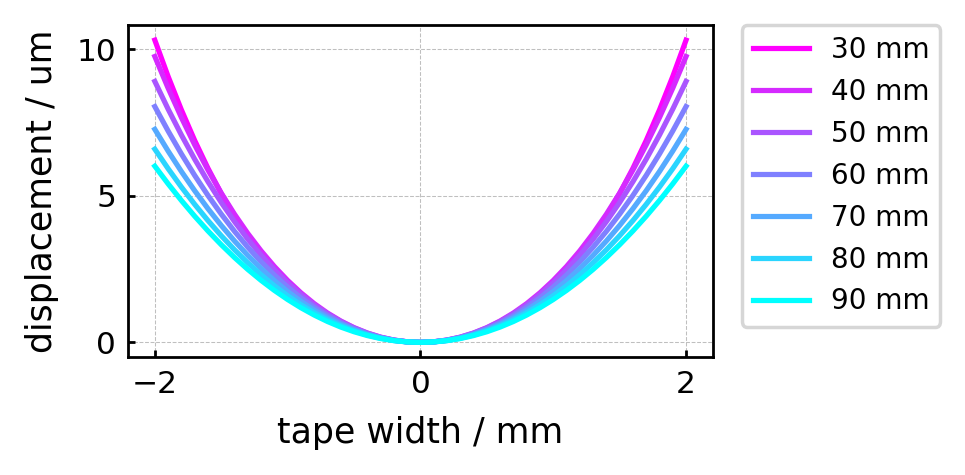 displacement / um
10
5
0
−2
0
2
tape width / mm
30 mm
40 mm
50 mm
60 mm
70 mm
80 mm
90 mm